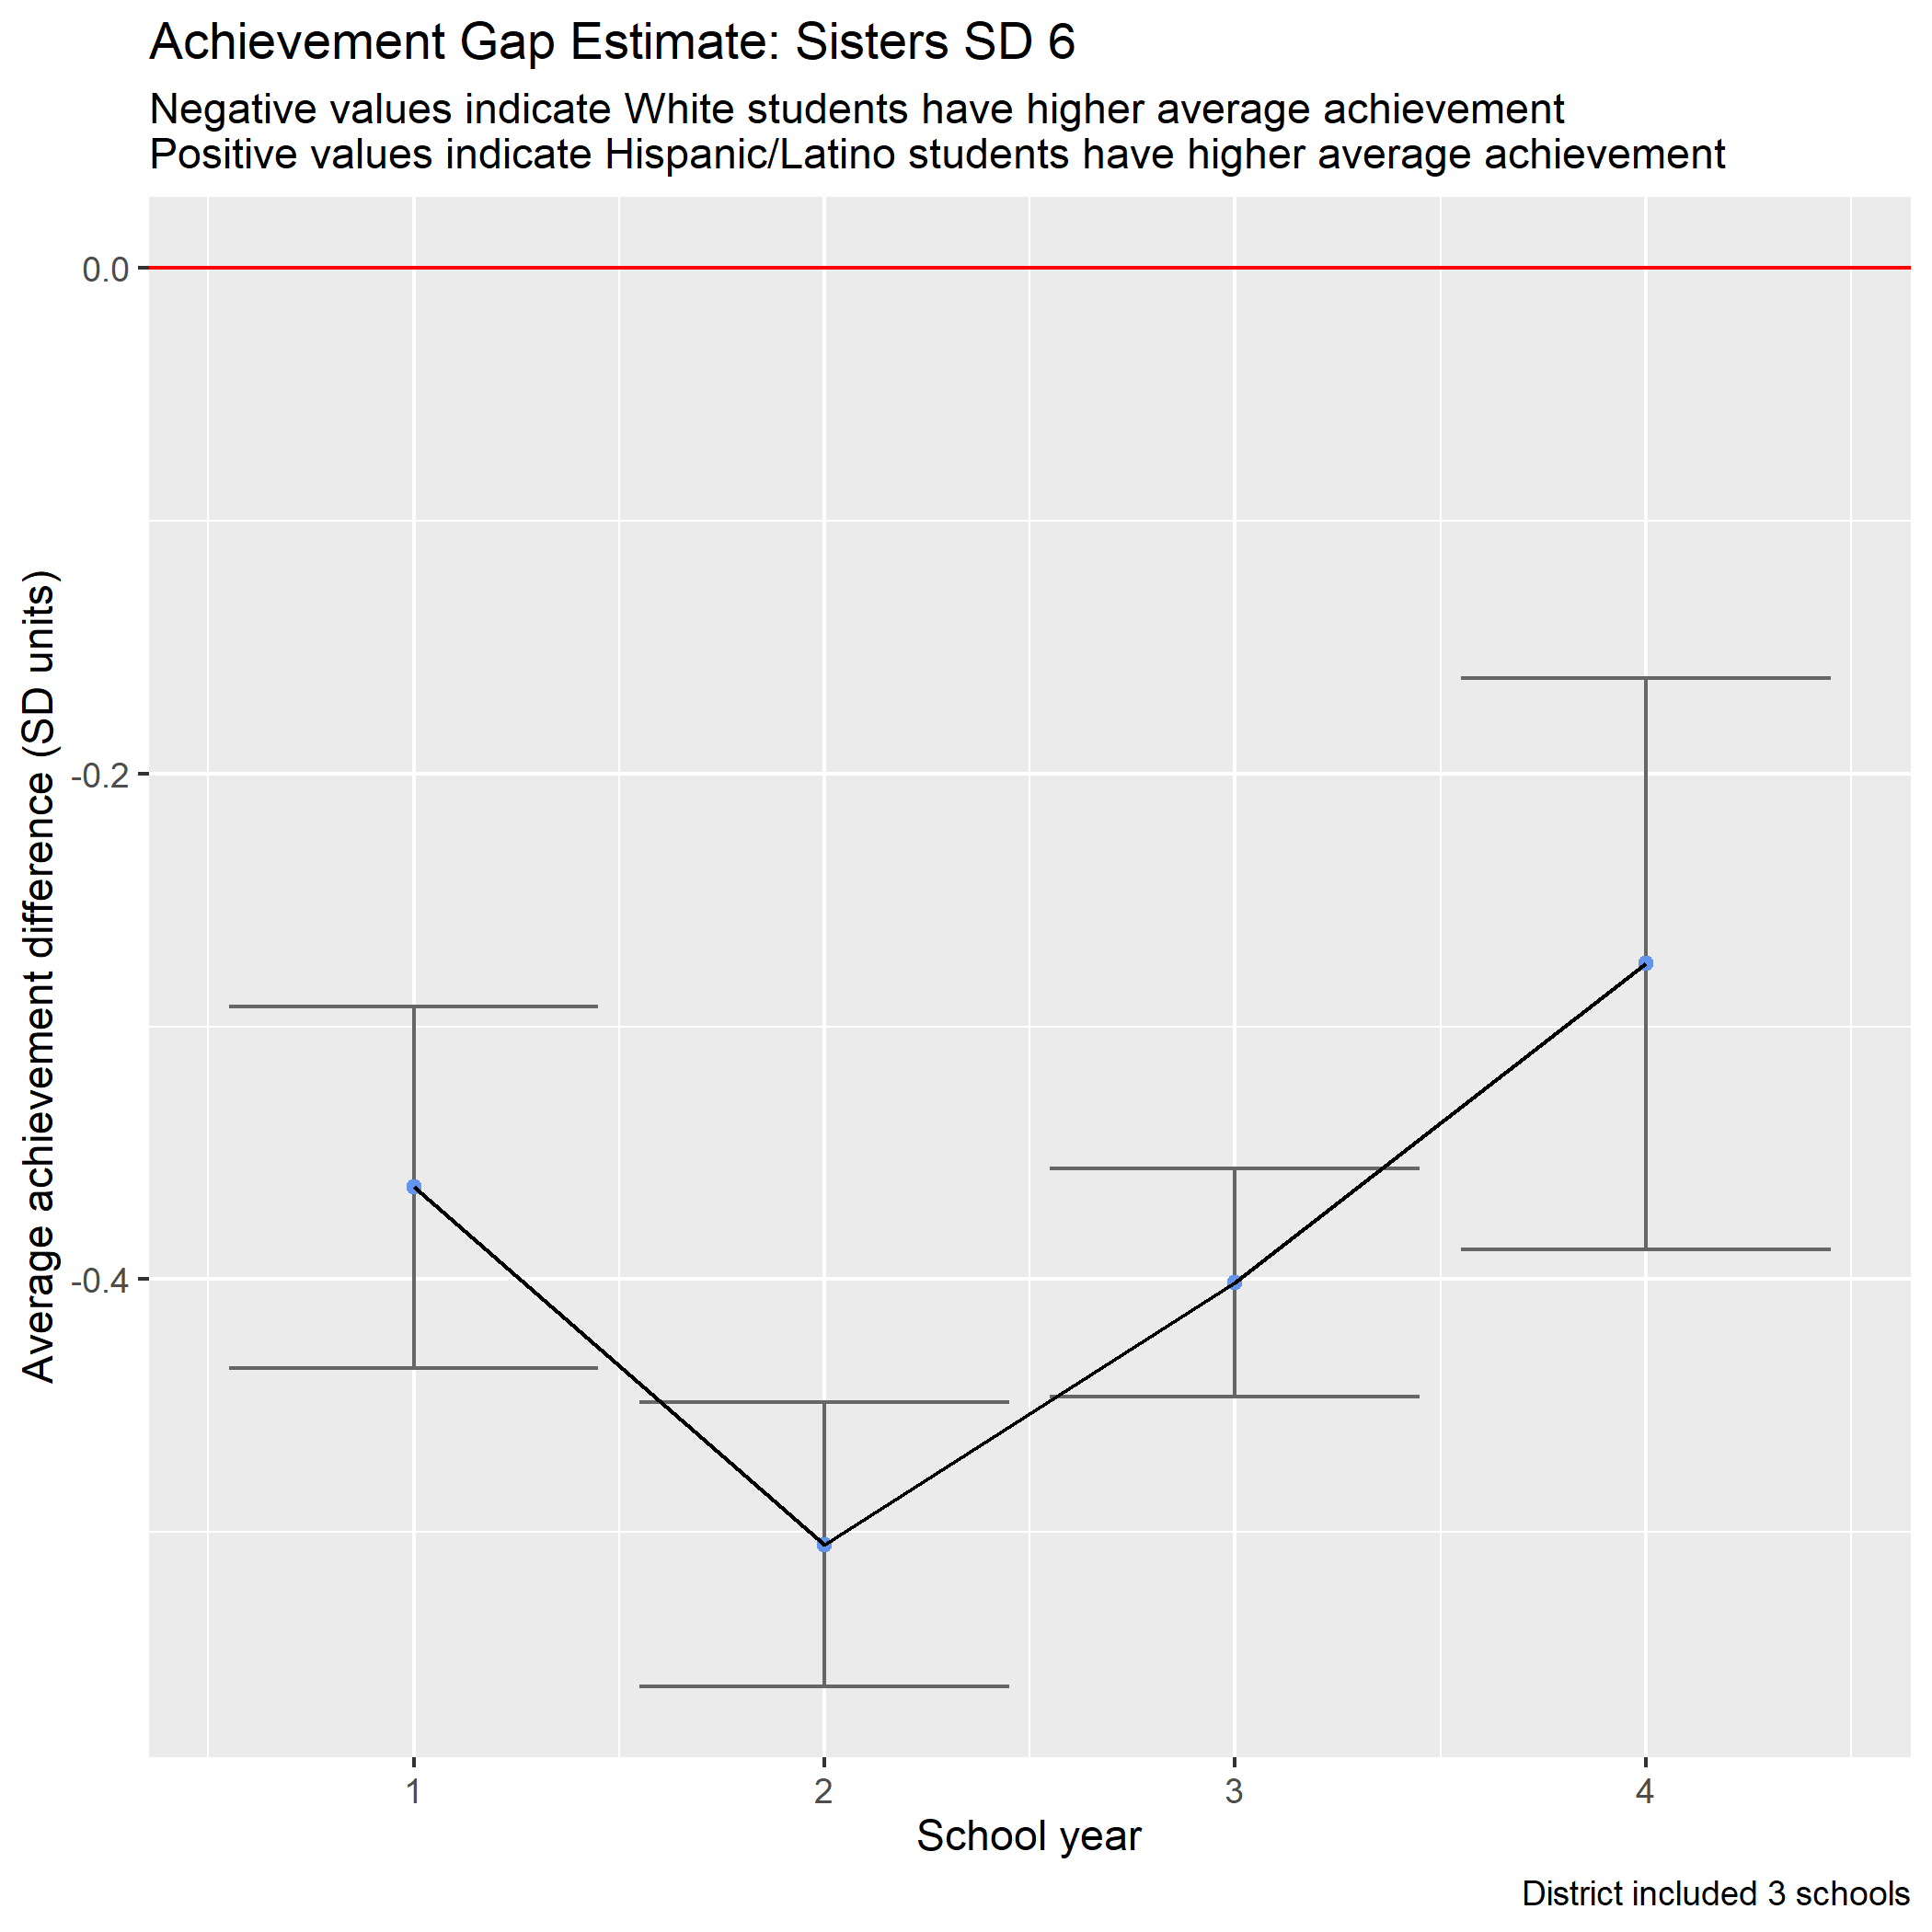 Achievement Gap Estimate: Sisters SD 6
Negative values indicate White students have higher average achievement
Positive values indicate Hispanic/Latino students have higher average achievement
Average achievement difference (SD units)
0.0
-0.2
-0.4
1
2
3
4
School year
District included 3 schools